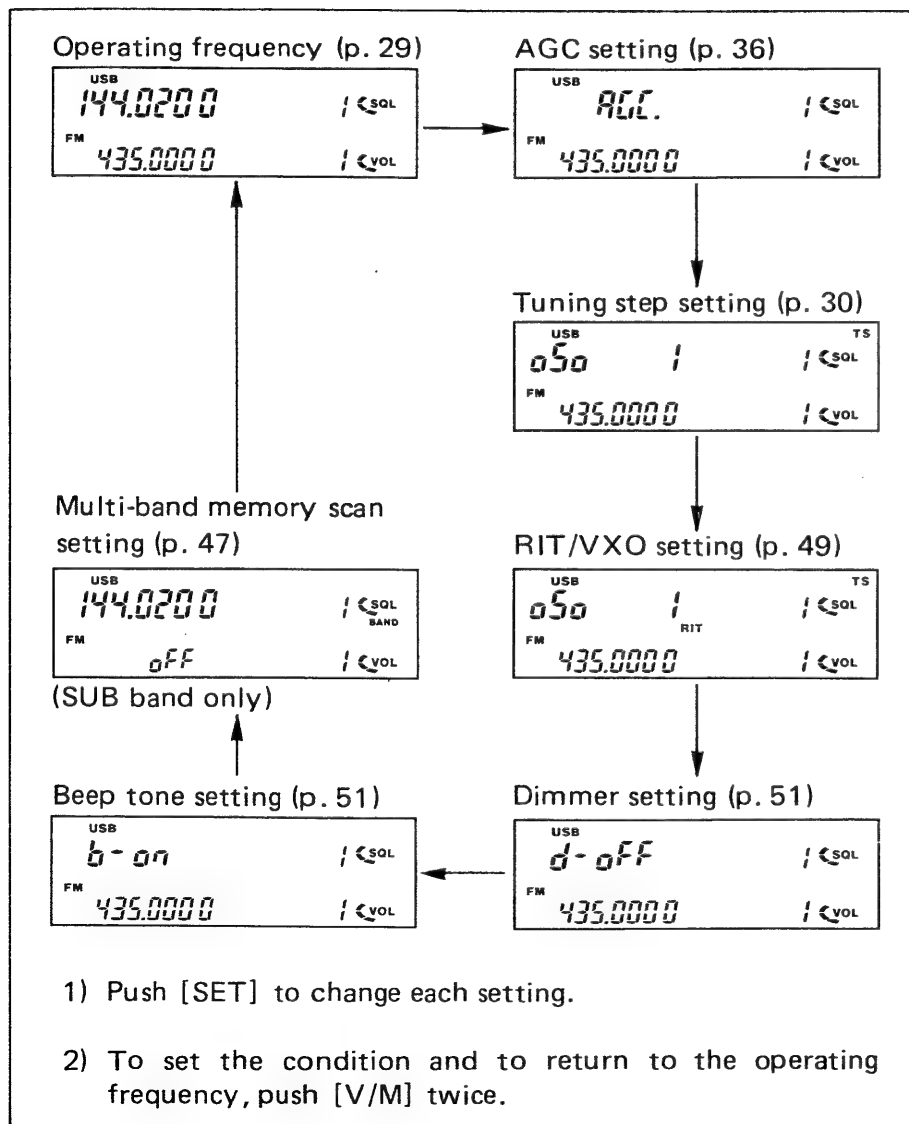 Operating frequency (p. 29)
USB
144.0200
1 SQL
FM
435.0000
1 VOL
AGC setting (p. 36)
USB
AGC.
1 SQL
FM
435.0000
1 VOL
Tuning step setting (p. 30)
USB
TS
oSo 1
1 SQL
FM
435.0000
1 VOL
Multi-band memory scan
setting (p. 47)
USB
144.0200
1 SQL
BAND
FM
oFF
1 VOL
(SUB band only)
RIT/VXO setting (p. 49)
USB
TS
oSo 1
1 SQL
RIT
FM
435.0000
1 VOL
Beep tone setting (p. 51)
USB
b-on
1 SQL
FM
435.0000
1 VOL
Dimmer setting (p. 51)
USB
d-oFF
1 SQL
FM
435.0000
1 VOL
1) Push [SET] to change each setting.
2) To set the condition and to return to the operating
frequency, push [V/M] twice.